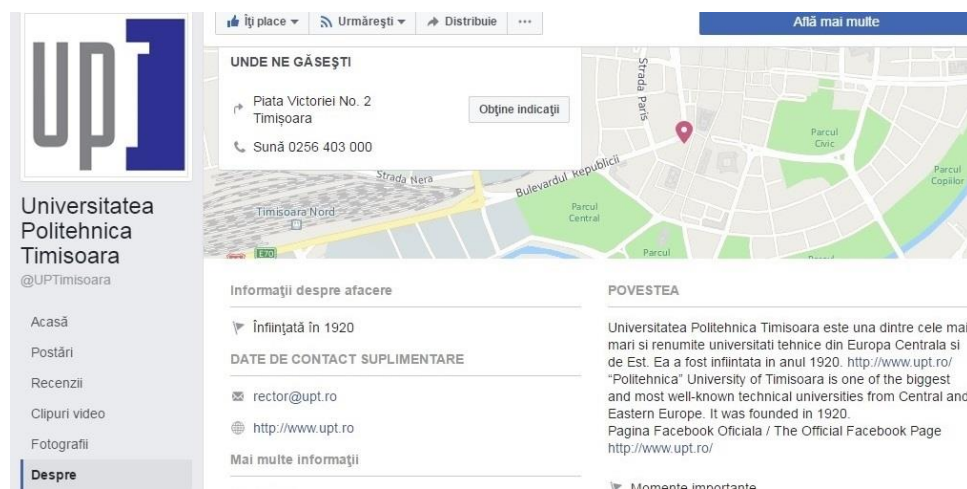 upT
Îți place
Urmărești
Distribuie
Află mai multe
UNDE NE GĂSEȘTI
Piata Victoriei No. 2
Timișoara
Obține indicații
Sună 0256 403 000
Strada Paris
Bulevardul Republicii
Strada Nera
Timisoara Nord
E70
Parcul
Civic
Parcul
Copiilor
Parcul
Central
Parcul
Universitatea
Politehnica
Timisoara
@UPTimisoara
Acasă
Postări
Recenzii
Clipuri video
Fotografii
Despre
Informații despre afacere
Înființată în 1920
DATE DE CONTACT SUPLIMENTARE
rector@upt.ro
http://www.upt.ro
Mai multe informații
POVESTEA
Universitatea Politehnica Timisoara este una dintre cele mai
mari si renumite universitati tehnice din Europa Centrala si
de Est. Ea a fost infiintata in anul 1920. http://www.upt.ro/
“Politehnica” University of Timisoara is one of the biggest
and most well-known technical universities from Central and
Eastern Europe. It was founded in 1920.
Pagina Facebook Oficiala / The Official Facebook Page
http://www.upt.ro/
Momente importante